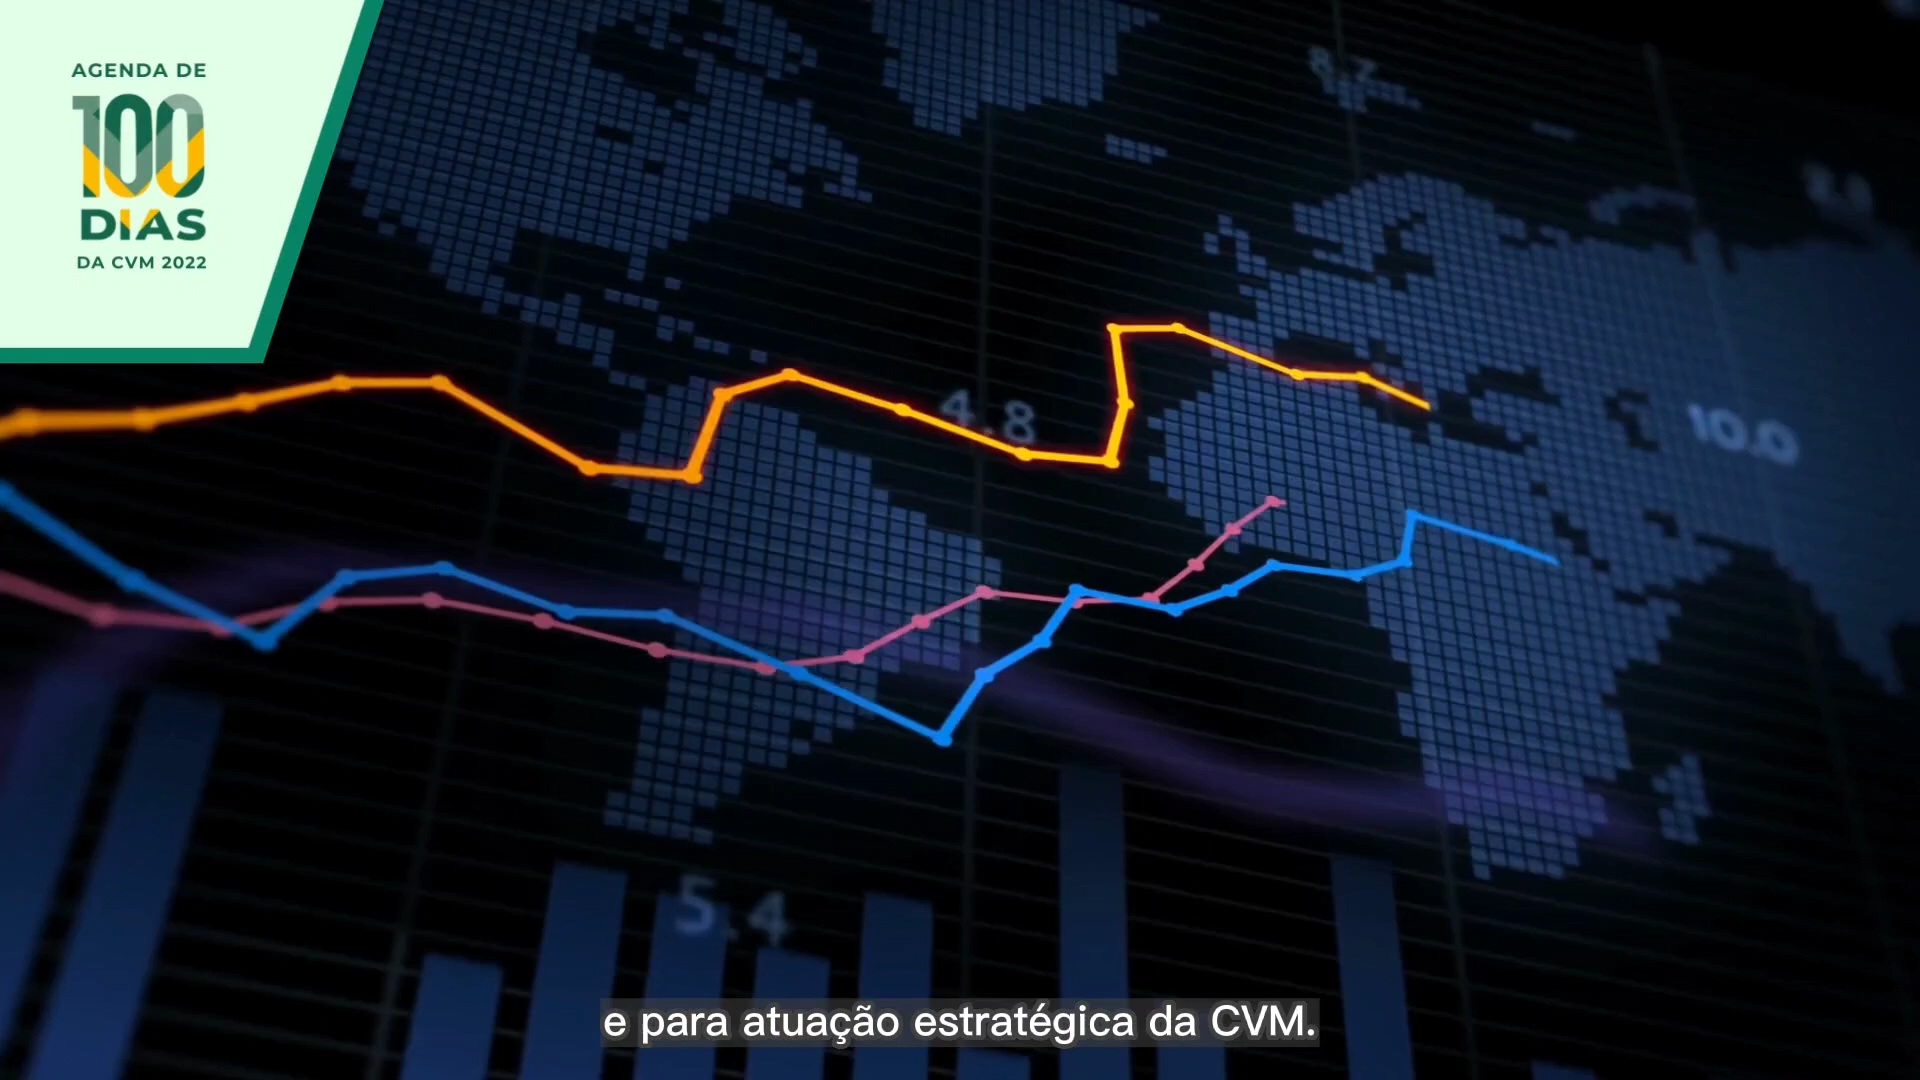 AGENDA DE
100
DIAS
DA CVM 2022
4.8
10.0
5.4
e para atuação estratégica da CVM.